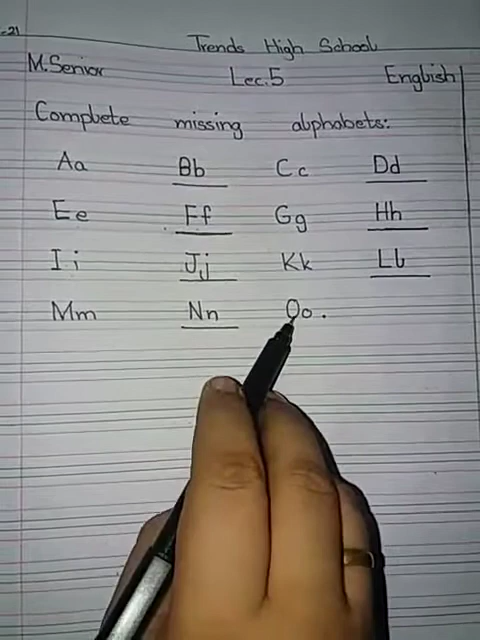 -21
Trends High School
M.Senior Lec.5 English
Complete missing alphabets:
Aa Bb Cc Dd
Ee Ff Gg Hh
Ii Jj Kk Ll
Mm Nn Oo.